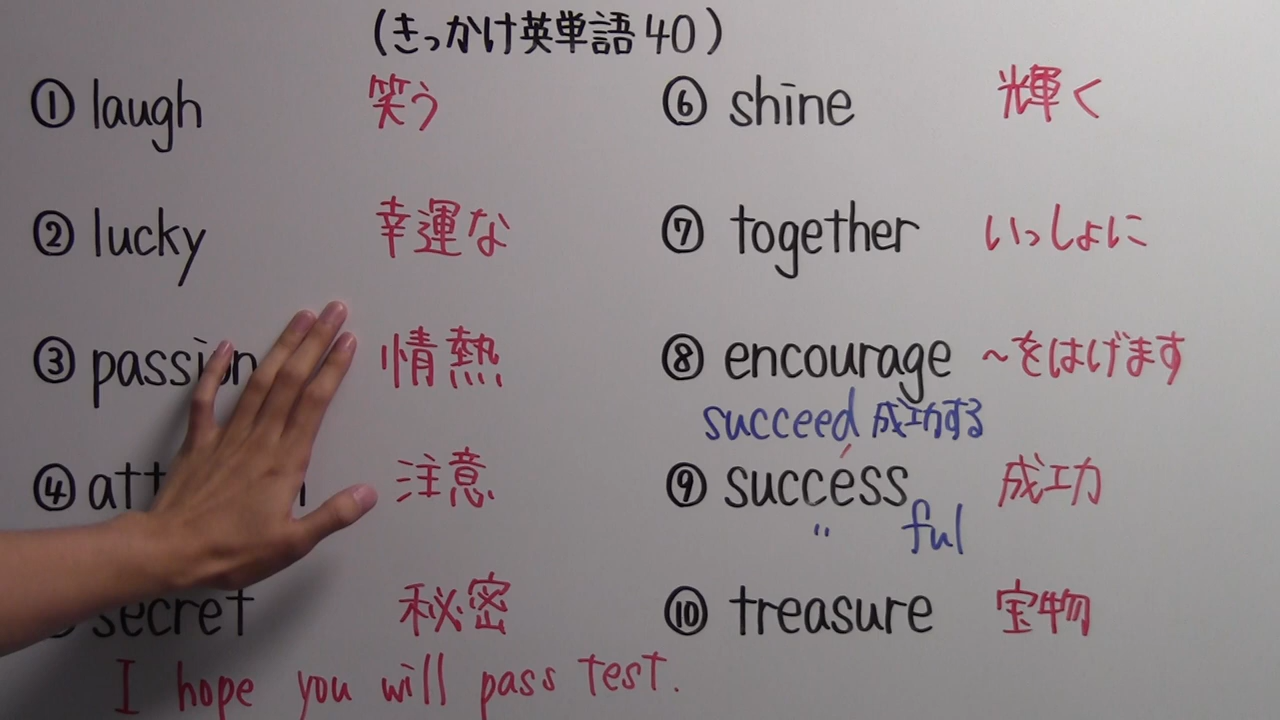 (きっかけ英単語40)
① laugh 笑う
② lucky 幸運な
③ passion 情熱
④ 注意
secret 秘密
I hope you will pass test.
⑥ shine 輝く
⑦ together いっしょに
⑧ encourage ~をはげます
succeed 成功する
⑨ success 成功
〃 ful
⑩ treasure 宝物